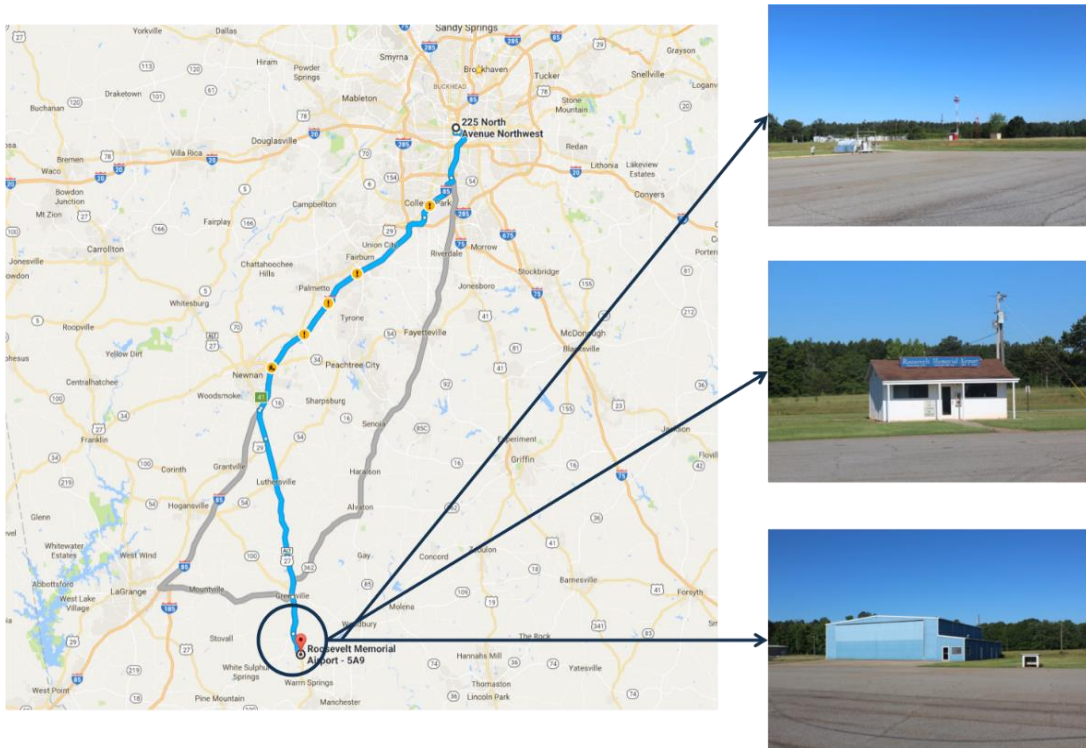 Yorkville
Dallas
Sandy Springs
Smyrna
Grayson
Hiram
Powder
Springs
Brookhaven
Tucker
Snellville
Buchanan
Draketown
Mableton
BUCKHEAD
Stone
Mountain
Loganv
225 North
Avenue Northwest
Douglasville
Villa Rica
Bremen
Waco
Bowdon
Junction
Redan
Lithonia
Lakeview
Estates
Conyers
Mt Zion
Campbellton
Fairplay
Carrollton
Union City
Fairburn
Riverdale
Morrow
Jonesville
Chattahoochee
Hills
Palmetto
Stockbridge
Whitesburg
Tyrone
Jonesboro
Roopville
Fayetteville
McDonough
Yellow Dirt
Peachtree City
Blacksville
Newnan
Centralhatchee
Woodsmoke
Sharpsburg
Franklin
Senoia
Experiment
Griffin
Jackson
Corinth
Grantville
Luthersville
Haralson
Hogansville
Glenn
Alvaton
Whitewater
Estates
West Wind
Gay
Concord
Zebulon
Abbottsford
West Lake
Village
LaGrange
Mountville
Greenville
Barnesville
Forsyth
Molena
Woodbury
Stovall
Roosevelt Memorial
Airport - 5A9
The Rock
White Sulphur
Springs
Hannahs Mill
Yatesville
West Point
Warm Springs
Thomaston
Pine Mountain
Manchester
Lincoln Park
Roosevelt Memorial Airport